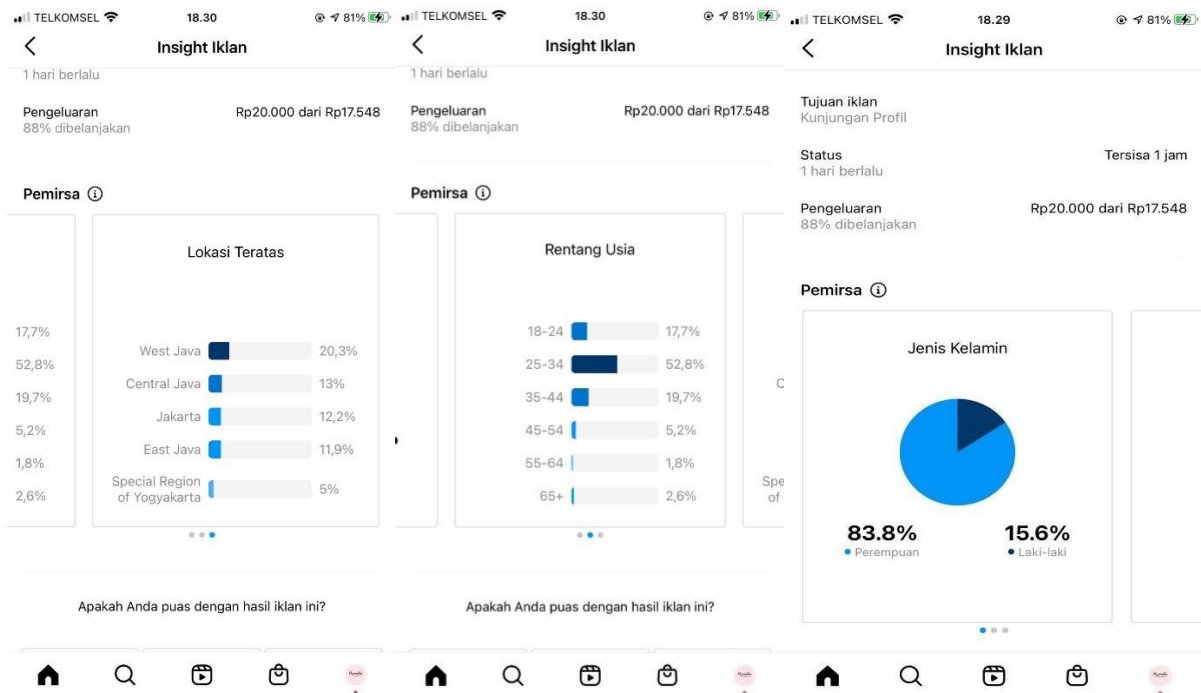 TELKOMSEL 18.30 81%
Insight Iklan
1 hari berlalu
Pengeluaran Rp20.000 dari Rp17.548
88% dibelanjakan
Pemirsa
Lokasi Teratas
17,7%
52,8%
19,7%
5,2%
1,8%
2,6%
West Java 20,3%
Central Java 13%
Jakarta 12,2%
East Java 11,9%
Special Region
of Yogyakarta 5%
Apakah Anda puas dengan hasil iklan ini?
TELKOMSEL 18.30 81%
Insight Iklan
1 hari berlalu
Pengeluaran Rp20.000 dari Rp17.548
88% dibelanjakan
Pemirsa
Rentang Usia
18-24 17,7%
25-34 52,8%
35-44 19,7%
45-54 5,2%
55-64 1,8%
65+ 2,6%
C
Spe
of
Apakah Anda puas dengan hasil iklan ini?
TELKOMSEL 18.29 81%
Insight Iklan
Tujuan iklan
Kunjungan Profil
Status Tersisa 1 jam
1 hari berlalu
Pengeluaran Rp20.000 dari Rp17.548
88% dibelanjakan
Pemirsa
Jenis Kelamin
83.8% 15.6%
Perempuan Laki-laki